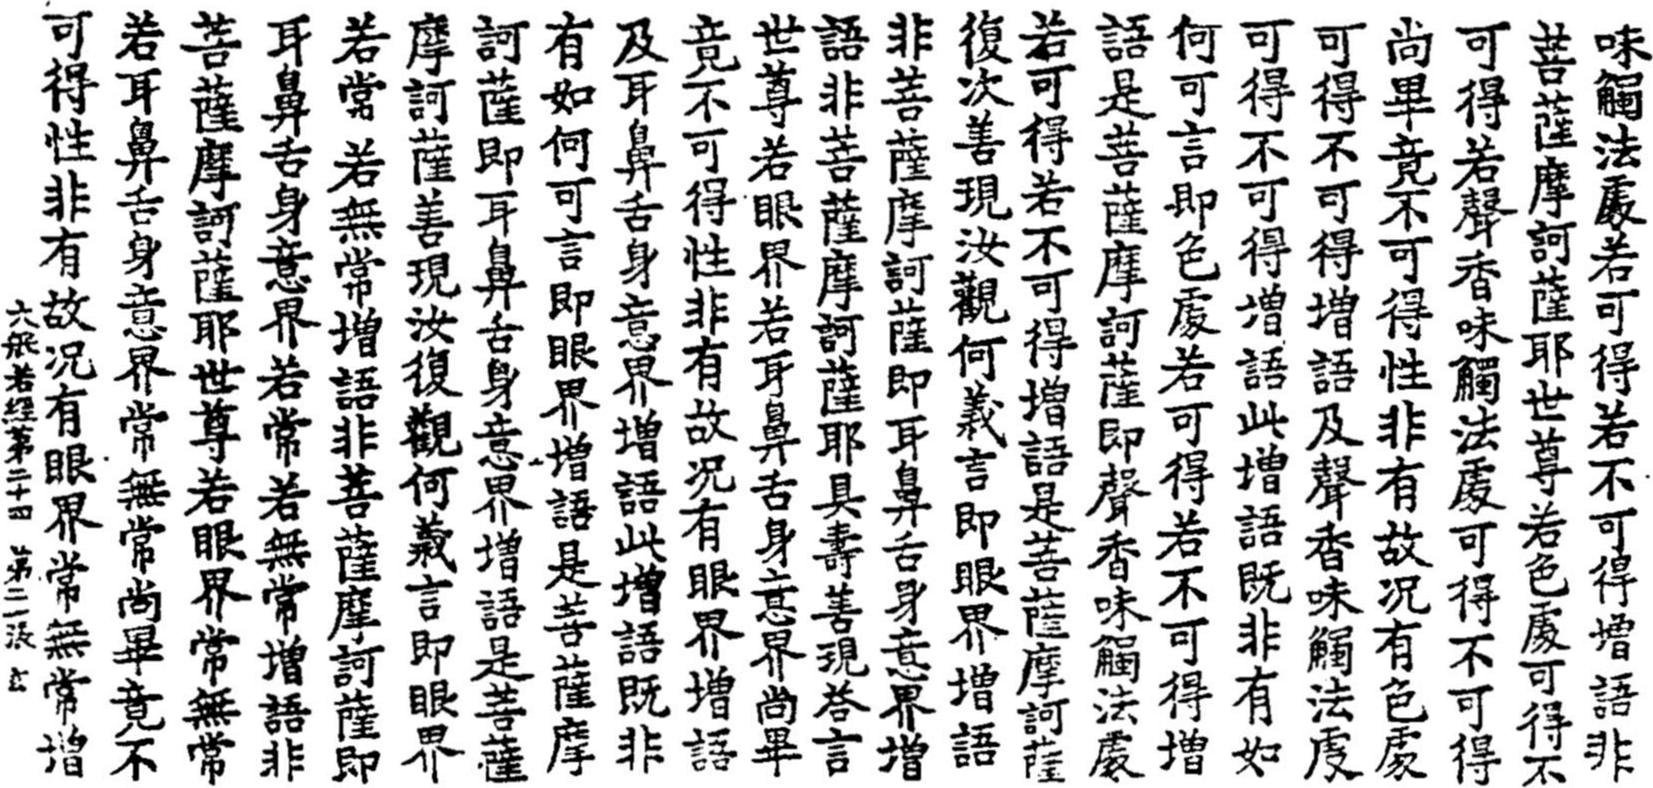 味觸法處若可得若不可得增語非
菩薩摩訶薩耶世尊若色處可得不
可得若聲香味觸法處可得不可得
尚畢竟不可得性非有故况有色處
可得不可得增語及聲香味觸法處
可得不可得增語此增語既非有如
何可言即色處若可得若不可得增
語是菩薩摩訶薩即聲香味觸法處
若可得若不可得增語是菩薩摩訶薩
復次善現汝觀何義言即眼界增語
非菩薩摩訶薩即耳鼻舌身意界增
語非菩薩摩訶薩耶具壽善現荅言
世尊若眼界若耳鼻舌身意界尚畢
竟不可得性非有故况有眼界增語
及耳鼻舌身意界增語此增語既非
有如何可言即眼界增語是菩薩摩
訶薩即耳鼻舌身意界增語是菩薩
摩訶薩善現汝復觀何義言即眼界
若常若無常增語非菩薩摩訶薩即
耳鼻舌身意界若常若無常增語非
菩薩摩訶薩耶世尊若眼界常無常
若耳鼻舌身意界常無常尚畢竟不
可得性非有故况有眼界常無常增
大般若經第二十四 第二張 玄